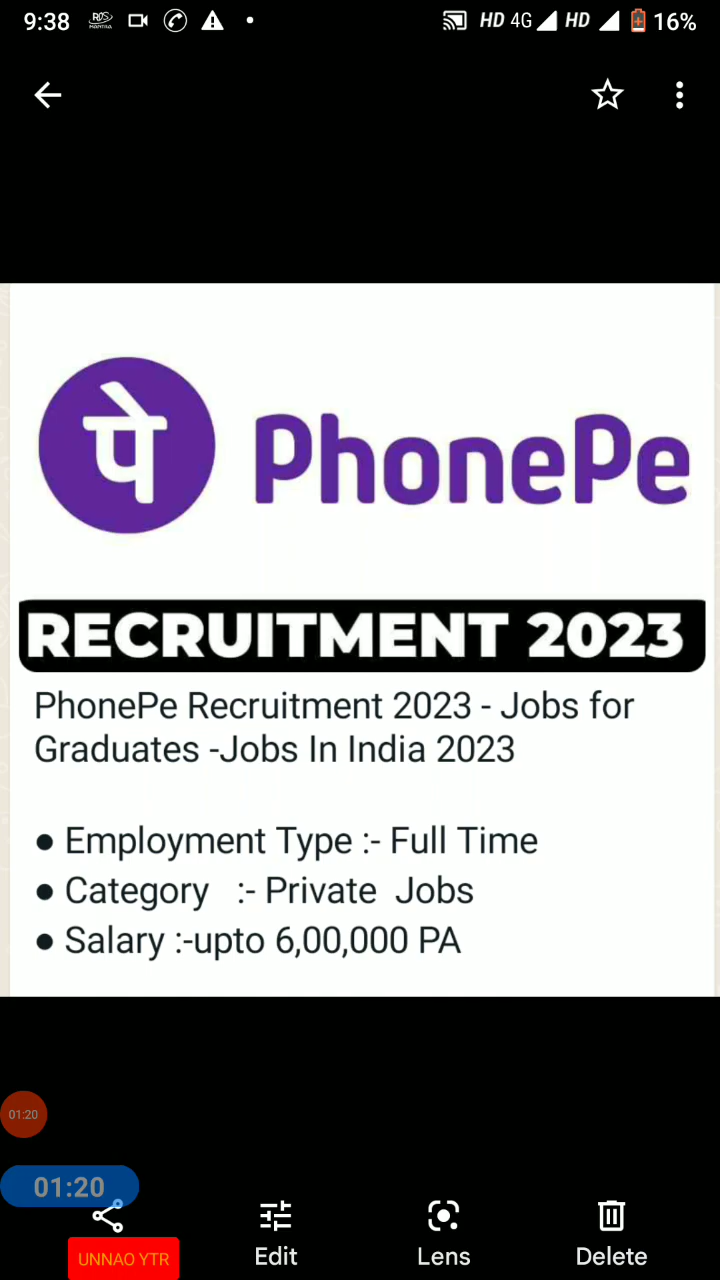 9:38 RDS MANTRA HD 4G HD 16%
पे PhonePe
RECRUITMENT 2023
PhonePe Recruitment 2023 - Jobs for
Graduates -Jobs In India 2023
● Employment Type :- Full Time
● Category :- Private Jobs
● Salary :-upto 6,00,000 PA
01:20
01:20
UNNAO YTR Edit Lens Delete